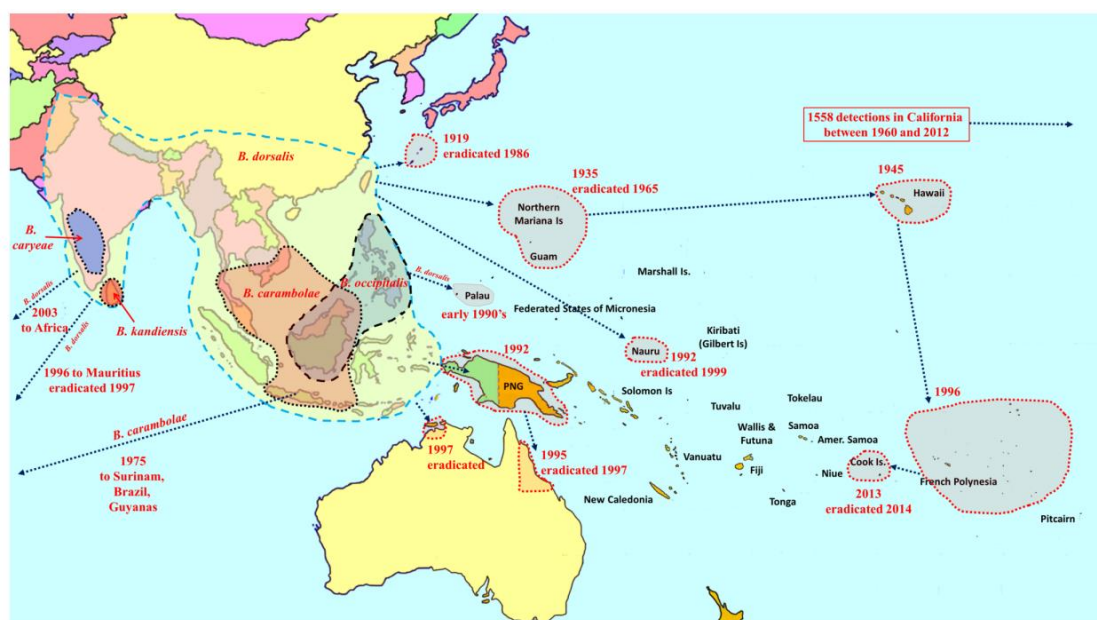 1558 detections in California
between 1960 and 2012
1919
eradicated 1986
B. dorsalis
1935
eradicated 1965
1945
Hawaii
Northern
Mariana Is
Guam
B.
caryeae
Marshall Is.
B. dorsalis
B. occipitalis
B. carambolae
B. dorsalis
Palau
early 1990's
Federated States of Micronesia
2003
to Africa
B. kandiensis
B. dorsalis
Kiribati
(Gilbert Is)
Nauru
1992
eradicated 1999
1992
1996 to Mauritius
eradicated 1997
PNG
Solomon Is
1996
Tokelau
Tuvalu
B. carambolae
Wallis &
Futuna
Samoa
Amer. Samoa
1997
eradicated
1995
eradicated 1997
Vanuatu
Fiji
Niue
Cook Is.
French Polynesia
1975
to Surinam,
Brazil,
Guyanas
New Caledonia
Tonga
2013
eradicated 2014
Pitcairn